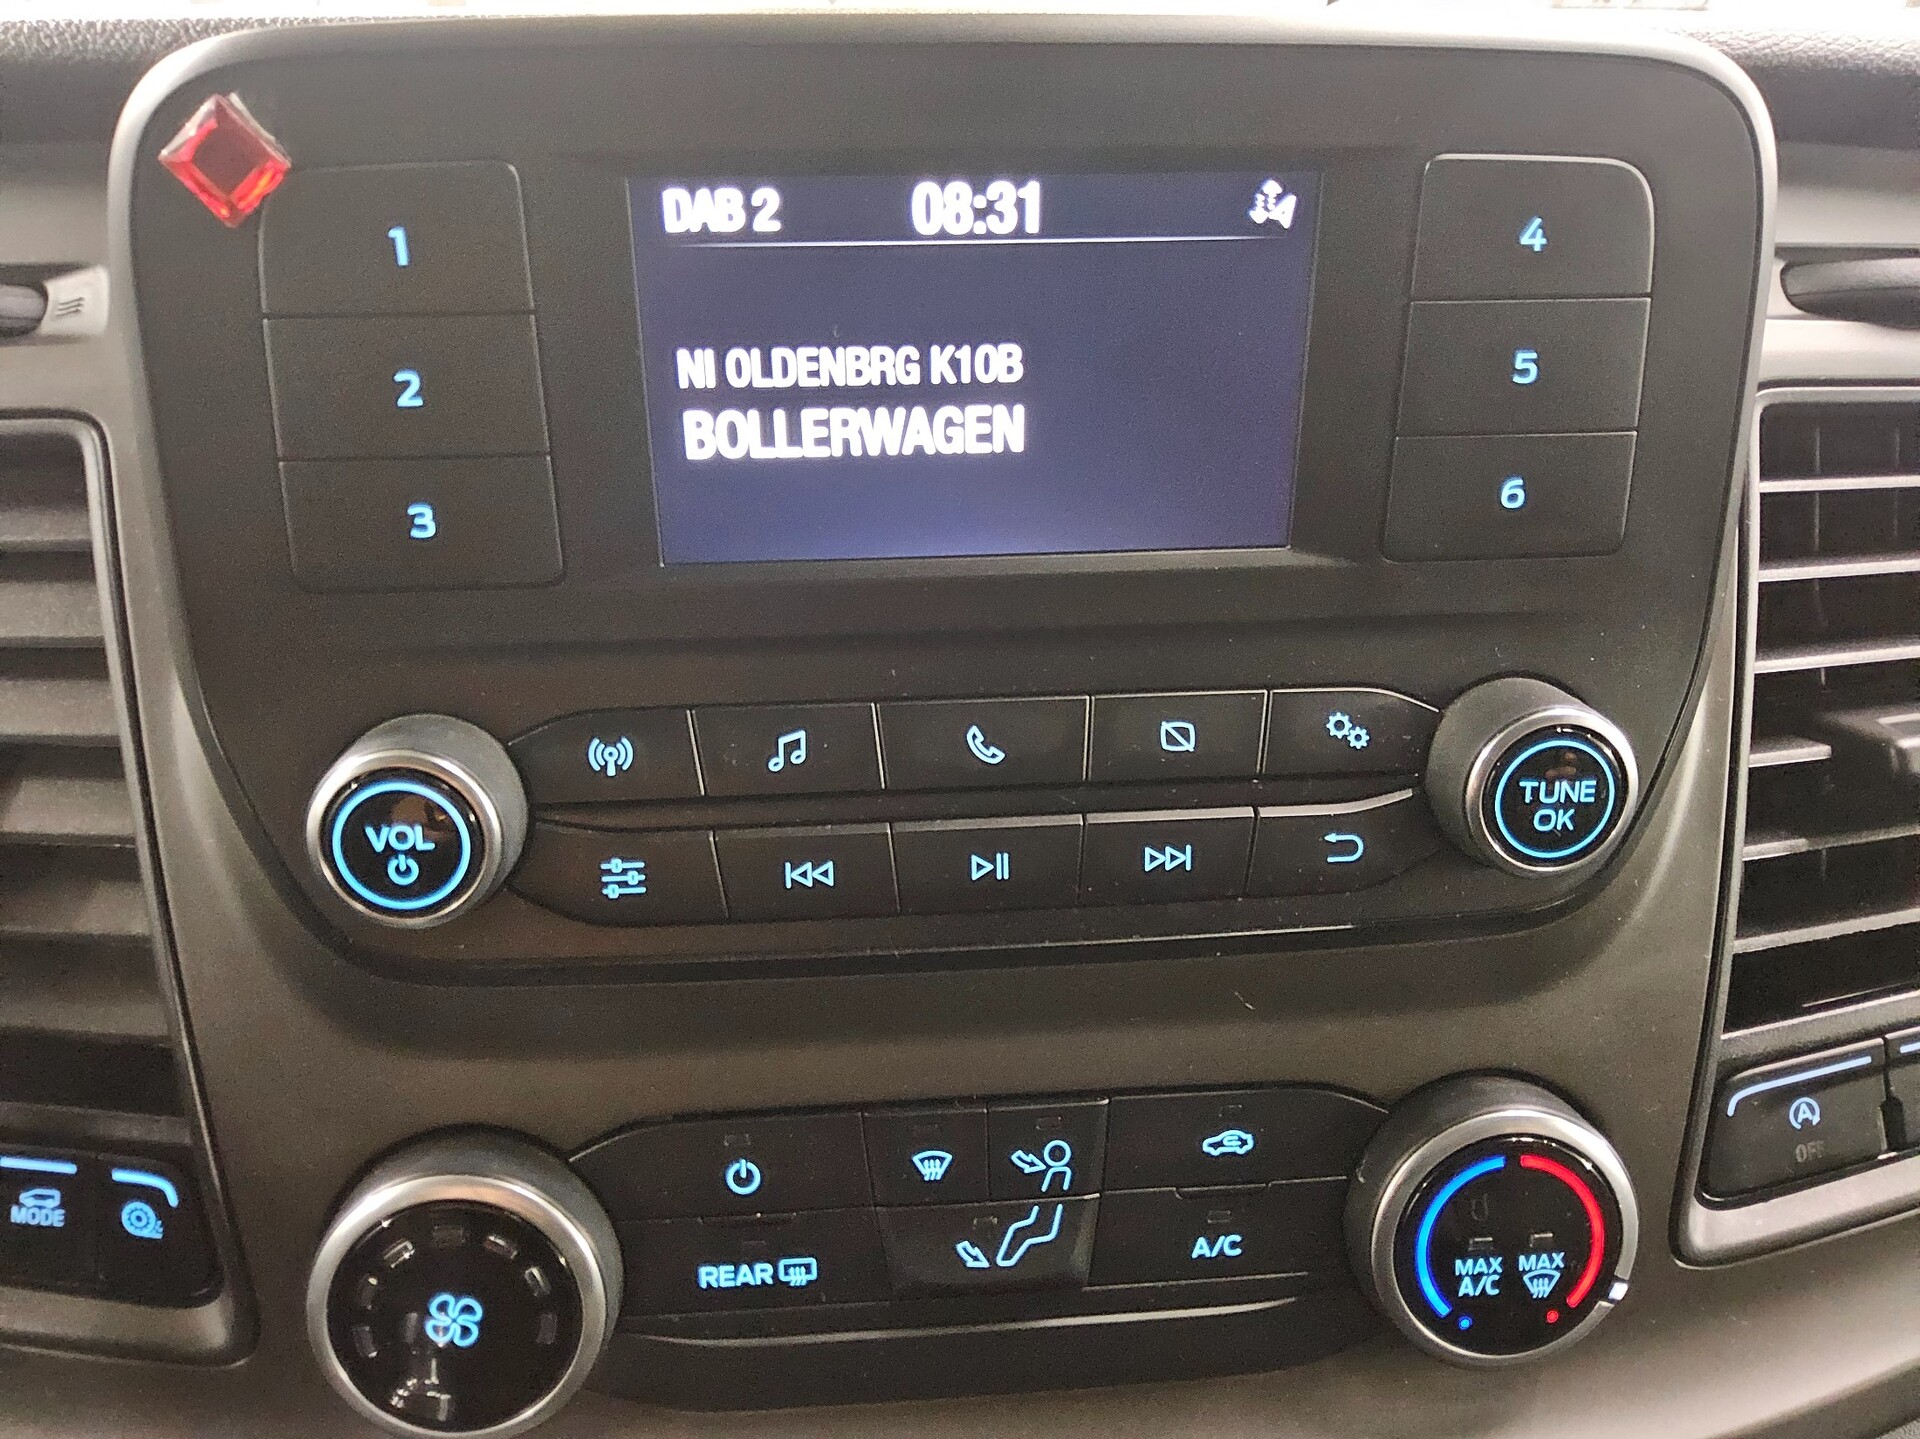 DAB 2 08:31
NI OLDENBRG K10B
BOLLERWAGEN
1
2
3
4
5
6
VOL
TUNE
OK
MODE
REAR
A/C
MAX
A/C
MAX
A
OFF